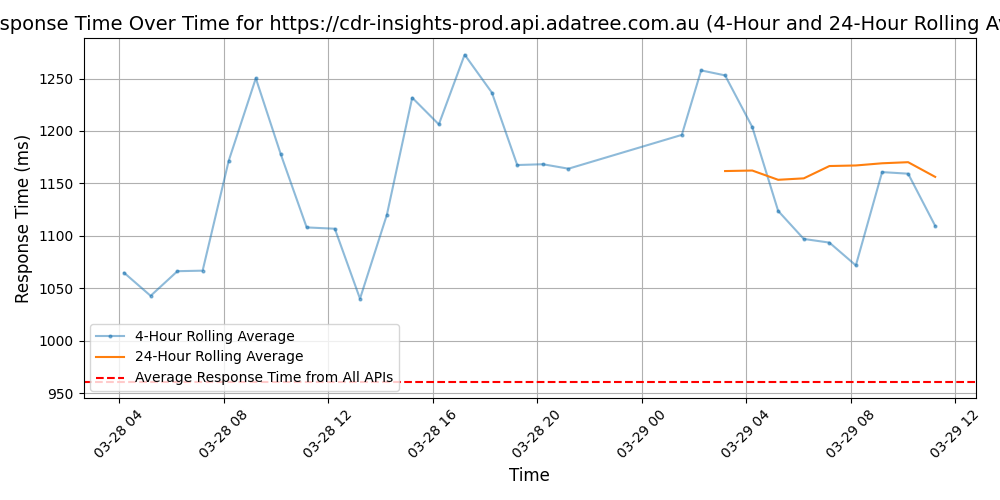 sponse Time Over Time for https://cdr-insights-prod.api.adatree.com.au (4-Hour and 24-Hour Rolling Av
Response Time (ms)
1250
1200
1150
1100
1050
1000
950
4-Hour Rolling Average
24-Hour Rolling Average
Average Response Time from All APIs
03-28 04
03-28 08
03-28 12
03-28 16
03-28 20
03-29 00
03-29 04
03-29 08
03-29 12
Time